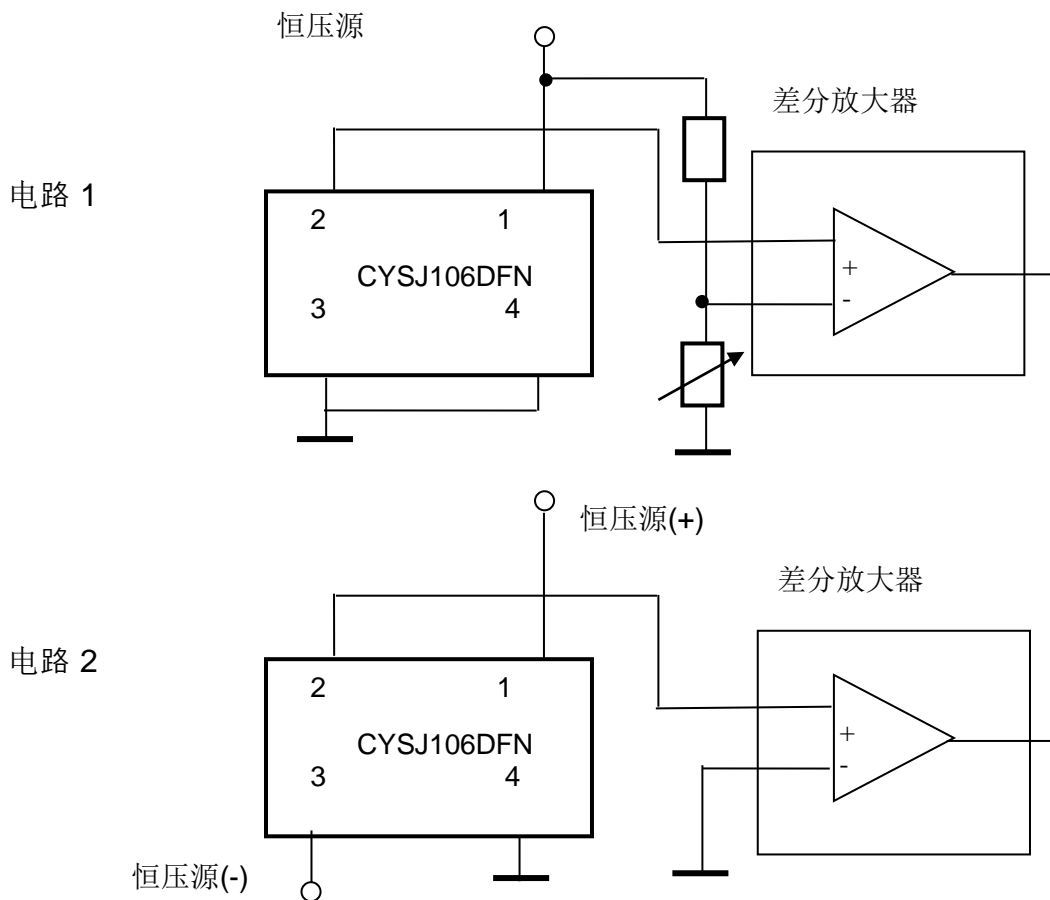 恒压源
差分放大器
电路 1
2 1
CYSJ106DFN
3 4
+
-
恒压源(+)
差分放大器
电路 2
2 1
CYSJ106DFN
3 4
+
-
恒压源(-)